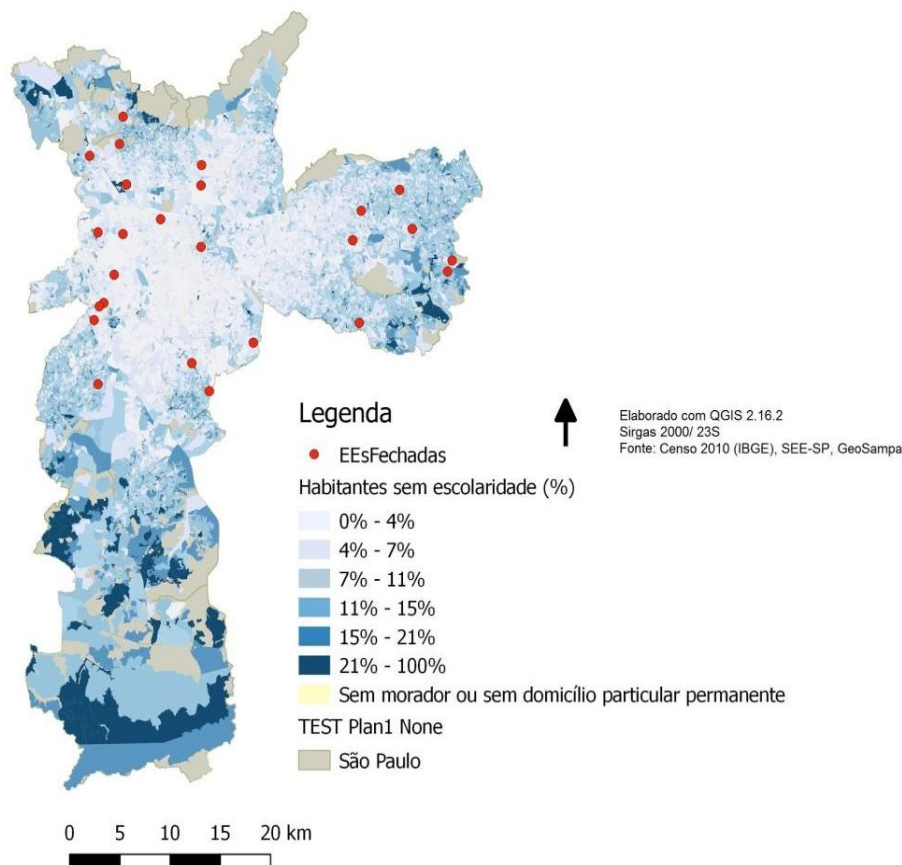 Legenda
EEsFechadas
Habitantes sem escolaridade (%)
0% - 4%
4% - 7%
7% - 11%
11% - 15%
15% - 21%
21% - 100%
Sem morador ou sem domicílio particular permanente
TEST Plan1 None
São Paulo
Elaborado com QGIS 2.16.2
Sirgas 2000/ 23S
Fonte: Censo 2010 (IBGE), SEE-SP, GeoSampa
0 5 10 15 20 km